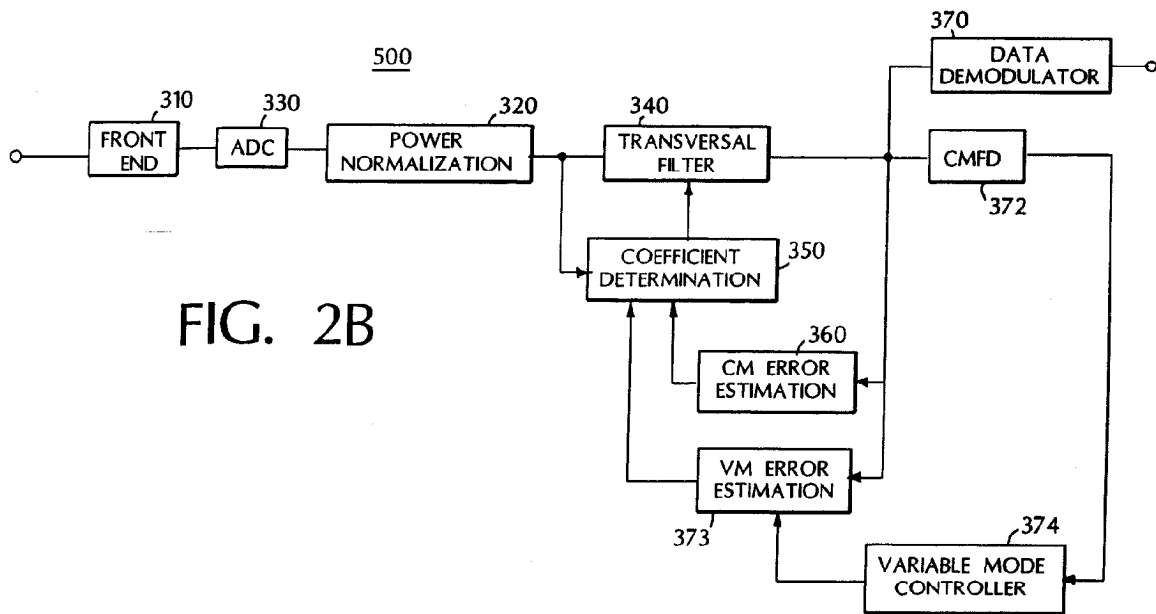 500
310
FRONT
END
330
ADC
320
POWER
NORMALIZATION
340
TRANSVERSAL
FILTER
370
DATA
DEMODULATOR
CMFD
372
COEFFICIENT
DETERMINATION
350
FIG. 2B
360
CM ERROR
ESTIMATION
VM ERROR
ESTIMATION
373
374
VARIABLE MODE
CONTROLLER